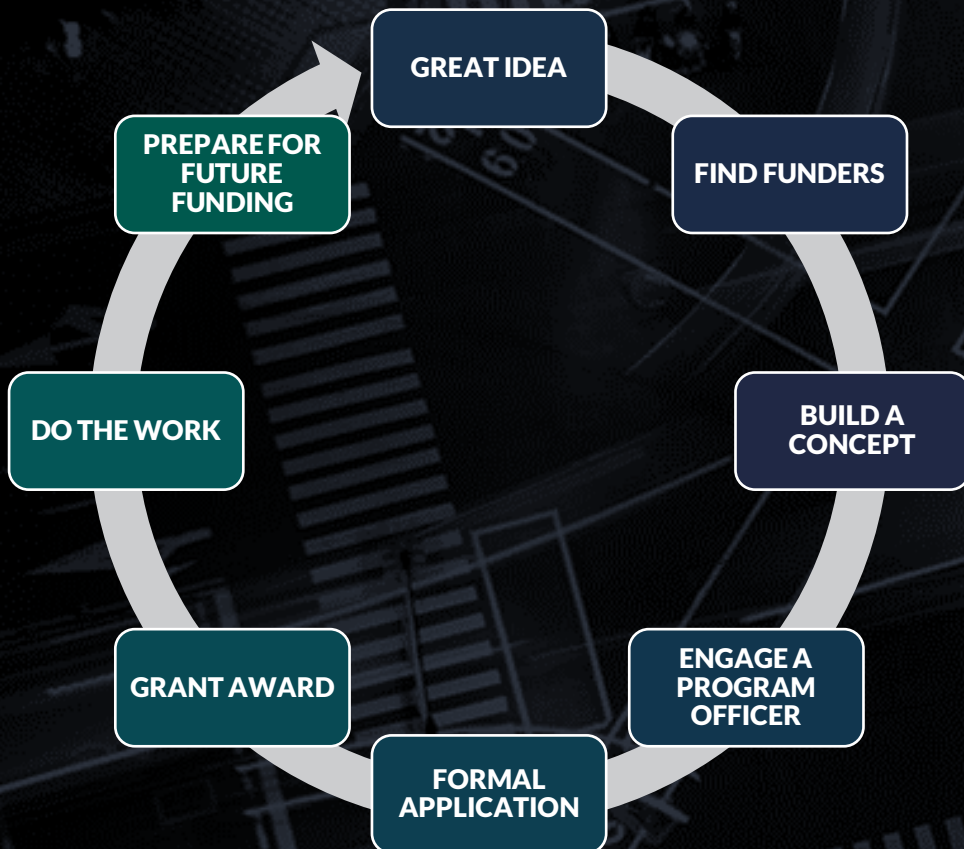 GREAT IDEA
FIND FUNDERS
BUILD A
CONCEPT
ENGAGE A
PROGRAM
OFFICER
FORMAL
APPLICATION
GRANT AWARD
DO THE WORK
PREPARE FOR
FUTURE
FUNDING